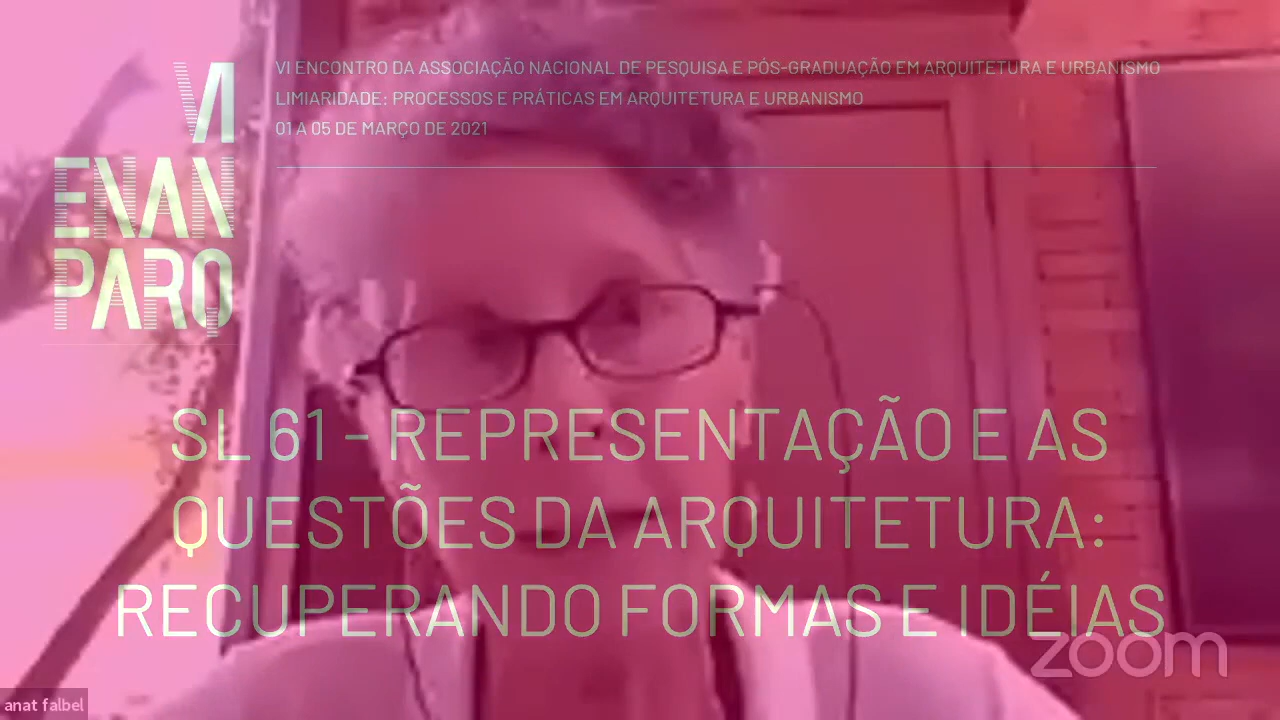 VI
ENAN
PARQ
VI ENCONTRO DA ASSOCIAÇÃO NACIONAL DE PESQUISA E PÓS-GRADUAÇÃO EM ARQUITETURA E URBANISMO
LIMIARIDADE: PROCESSOS E PRÁTICAS EM ARQUITETURA E URBANISMO
01 A 05 DE MARÇO DE 2021
SL 61 - REPRESENTAÇÃO E AS
QUESTÕES DA ARQUITETURA:
RECUPERANDO FORMAS E IDÉIAS
zoom
anat falbel